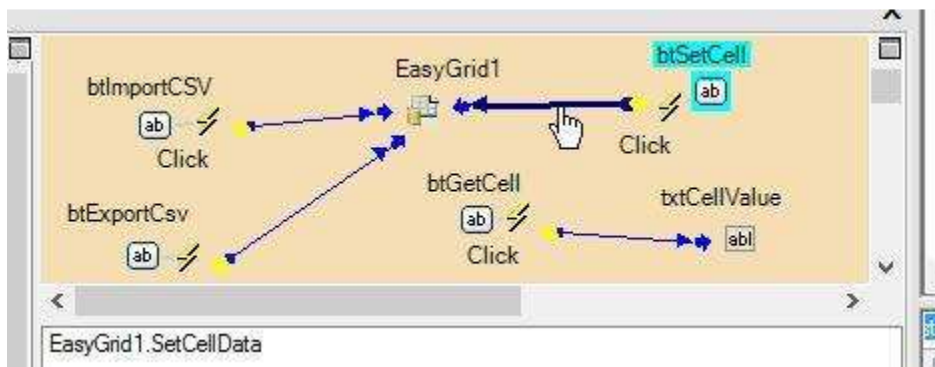 EasyGrid1
btSetCell
btImportCSV
ab
ab
Click
Click
btGetCell
txtCellValue
btExportCsv
ab
abl
ab
Click
EasyGrid1.SetCellData